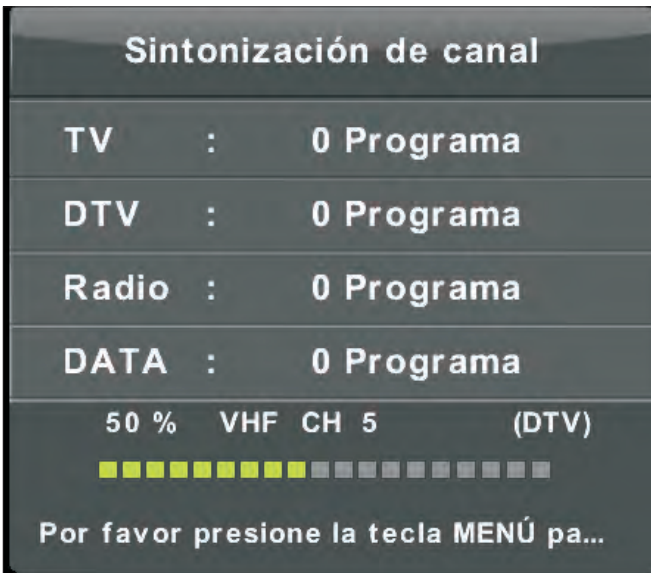 Sintonización de canal
TV : 0 Programa
DTV : 0 Programa
Radio : 0 Programa
DATA : 0 Programa
50 % VHF CH 5 (DTV)
Por favor presione la tecla MENÚ pa...